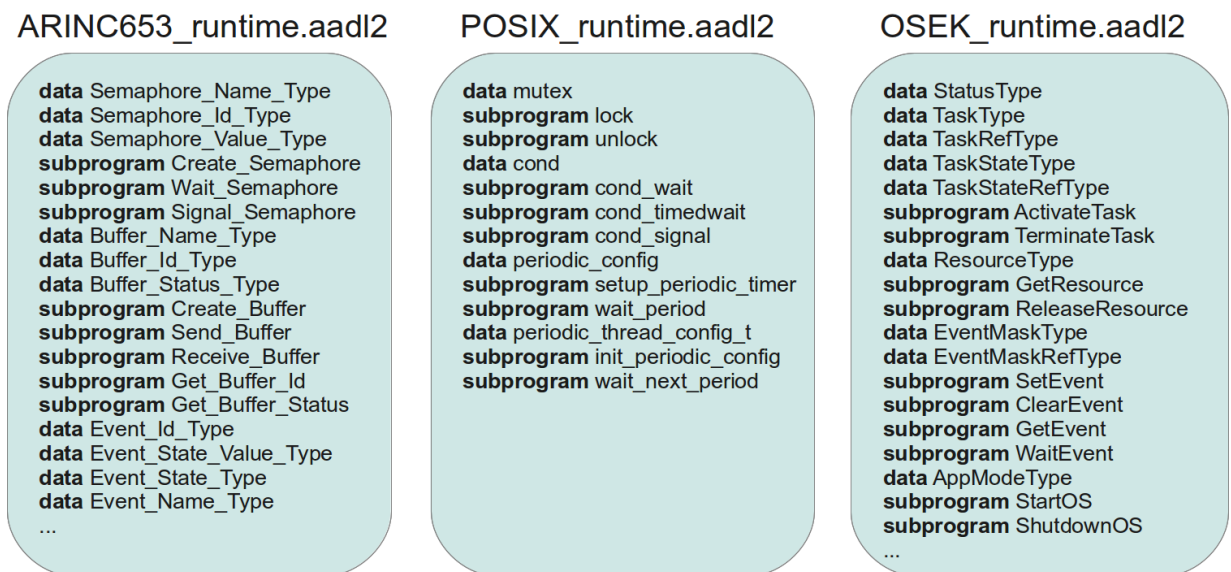 ARINC653_runtime.aadl2
data Semaphore_Name_Type
data Semaphore_Id_Type
data Semaphore_Value_Type
subprogram Create_Semaphore
subprogram Wait_Semaphore
subprogram Signal_Semaphore
data Buffer_Name_Type
data Buffer_Id_Type
data Buffer_Status_Type
subprogram Create_Buffer
subprogram Send_Buffer
subprogram Receive_Buffer
subprogram Get_Buffer_Id
subprogram Get_Buffer_Status
data Event_Id_Type
data Event_State_Value_Type
data Event_State_Type
data Event_Name_Type
...
POSIX_runtime.aadl2
data mutex
subprogram lock
subprogram unlock
data cond
subprogram cond_wait
subprogram cond_timedwait
subprogram cond_signal
data periodic_config
subprogram setup_periodic_timer
subprogram wait_period
data periodic_thread_config_t
subprogram init_periodic_config
subprogram wait_next_period
OSEK_runtime.aadl2
data StatusType
data TaskType
data TaskRefType
data TaskStateType
data TaskStateRefType
subprogram ActivateTask
subprogram TerminateTask
data ResourceType
subprogram GetResource
subprogram ReleaseResource
data EventMaskType
data EventMaskRefType
subprogram SetEvent
subprogram ClearEvent
subprogram GetEvent
subprogram WaitEvent
data AppModeType
subprogram StartOS
subprogram ShutdownOS
...